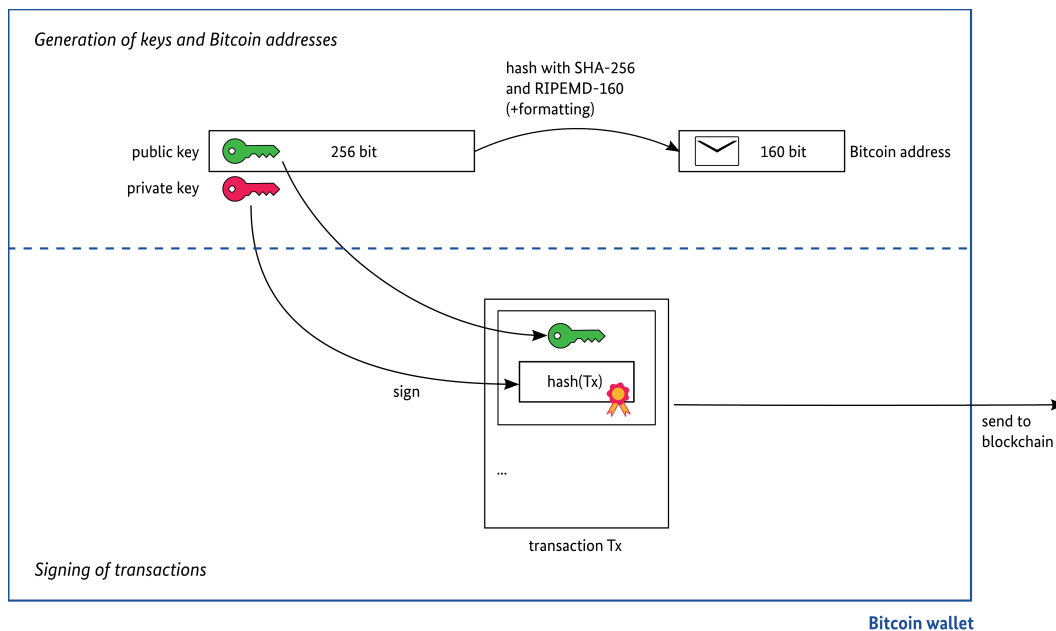 Generation of keys and Bitcoin addresses
hash with SHA-256
and RIPEMD-160
(+formatting)
public key
256 bit
160 bit
Bitcoin address
private key
hash(Tx)
sign
send to
blockchain
...
transaction Tx
Signing of transactions
Bitcoin wallet